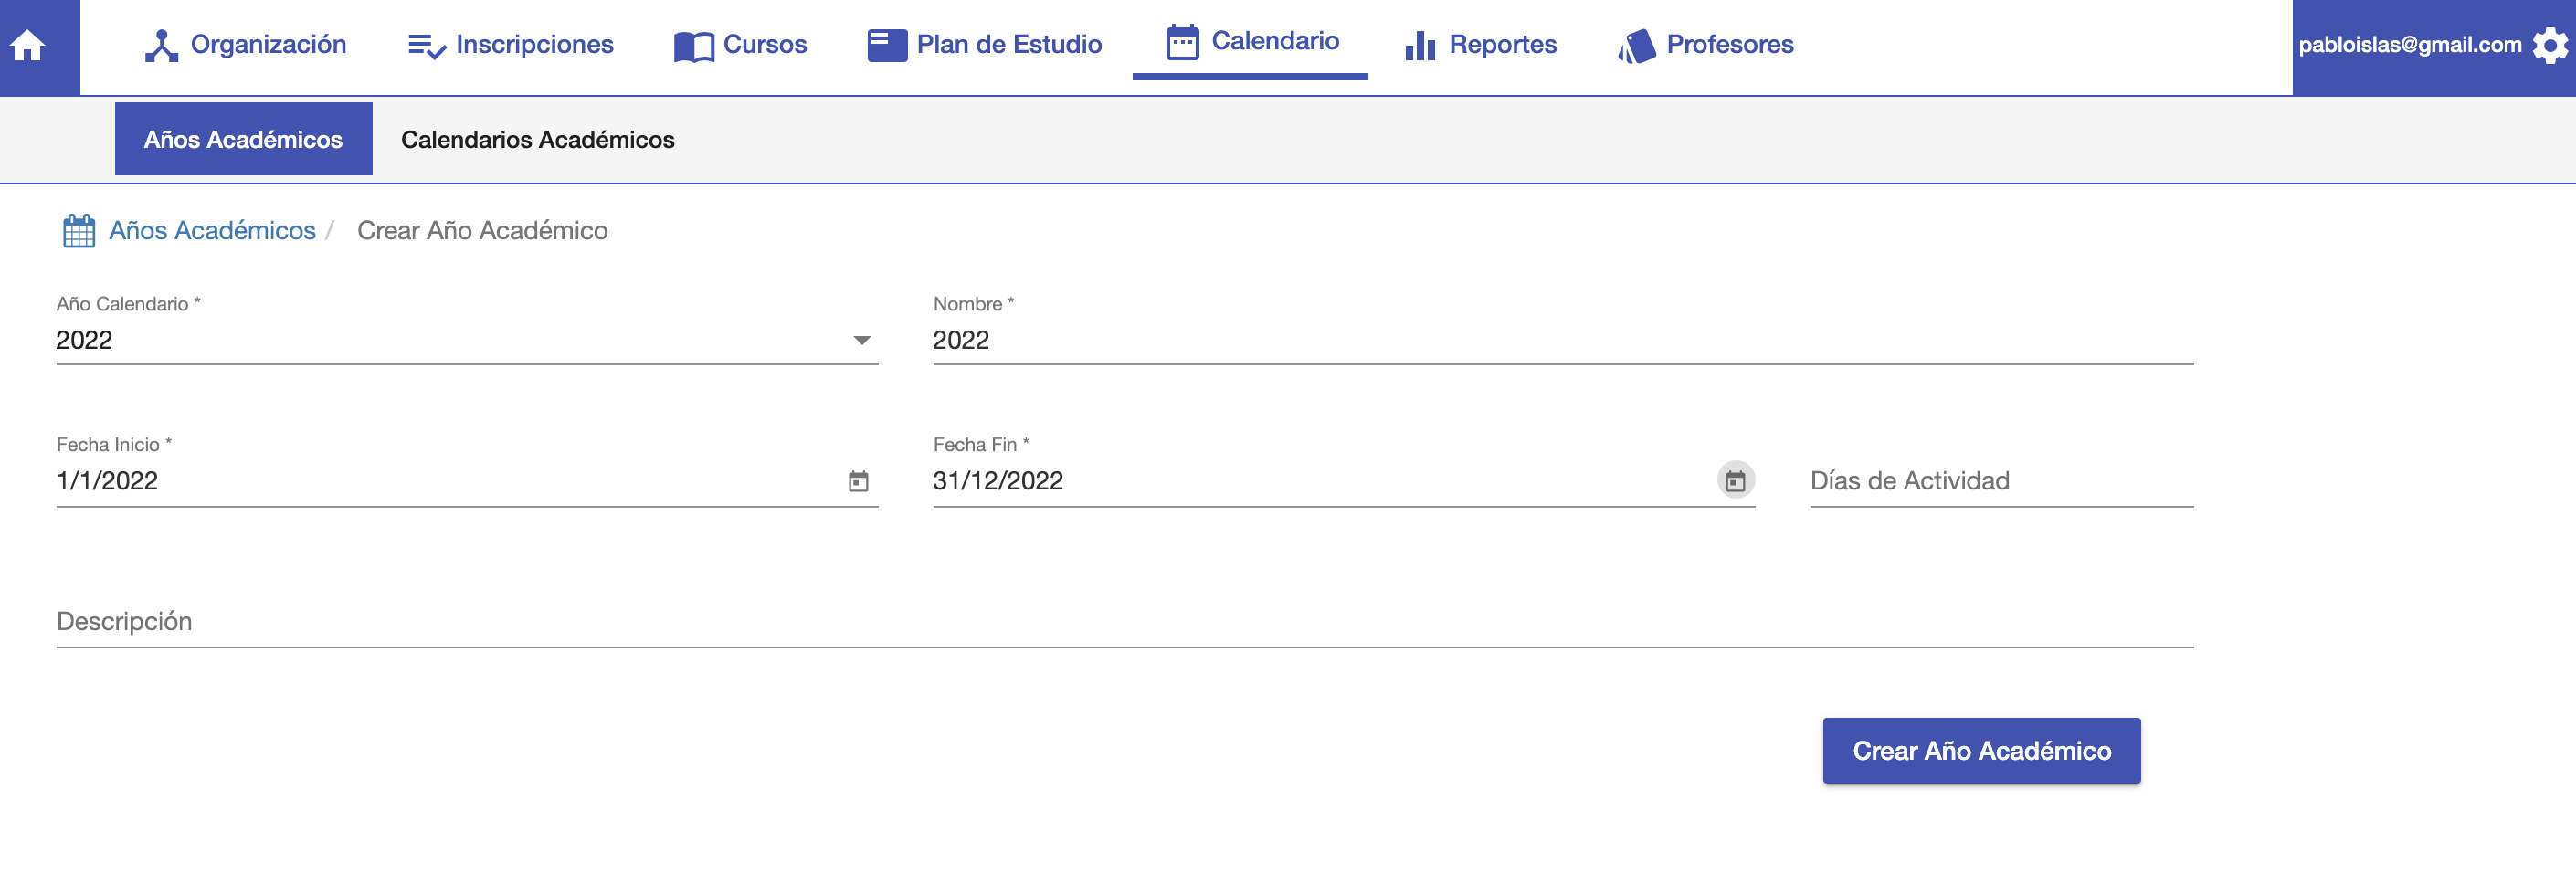 Organización Inscripciones Cursos Plan de Estudio Calendario Reportes Profesores pabloislas@gmail.com
Años Académicos Calendarios Académicos
Años Académicos / Crear Año Académico
Año Calendario * Nombre *
2022 2022
Fecha Inicio * Fecha Fin *
1/1/2022 31/12/2022 Días de Actividad
Descripción
Crear Año Académico